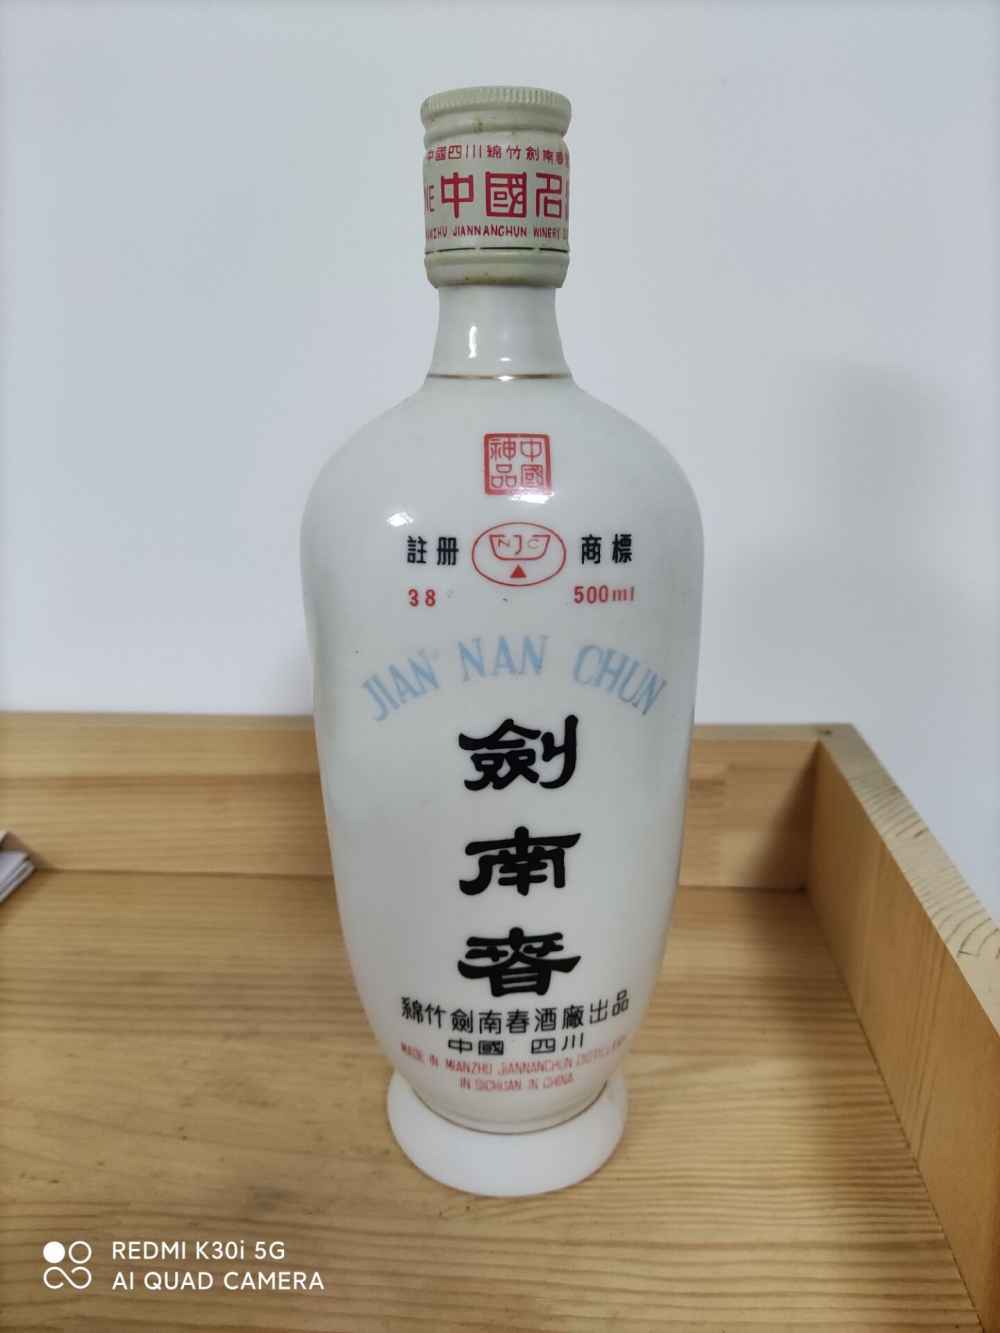 中國四川綿竹劍南春
中國名
JIANNANCHUN WINERY
中國
神品
註册 NJC 商標
38° 500ml
JIAN NAN CHUN
劍
南
春
綿竹劍南春酒廠出品
中國 四川
MADE IN MIANZHU JIANNANCHUN DISTILLERY
IN SICHUAN IN CHINA
REDMI K30i 5G
AI QUAD CAMERA